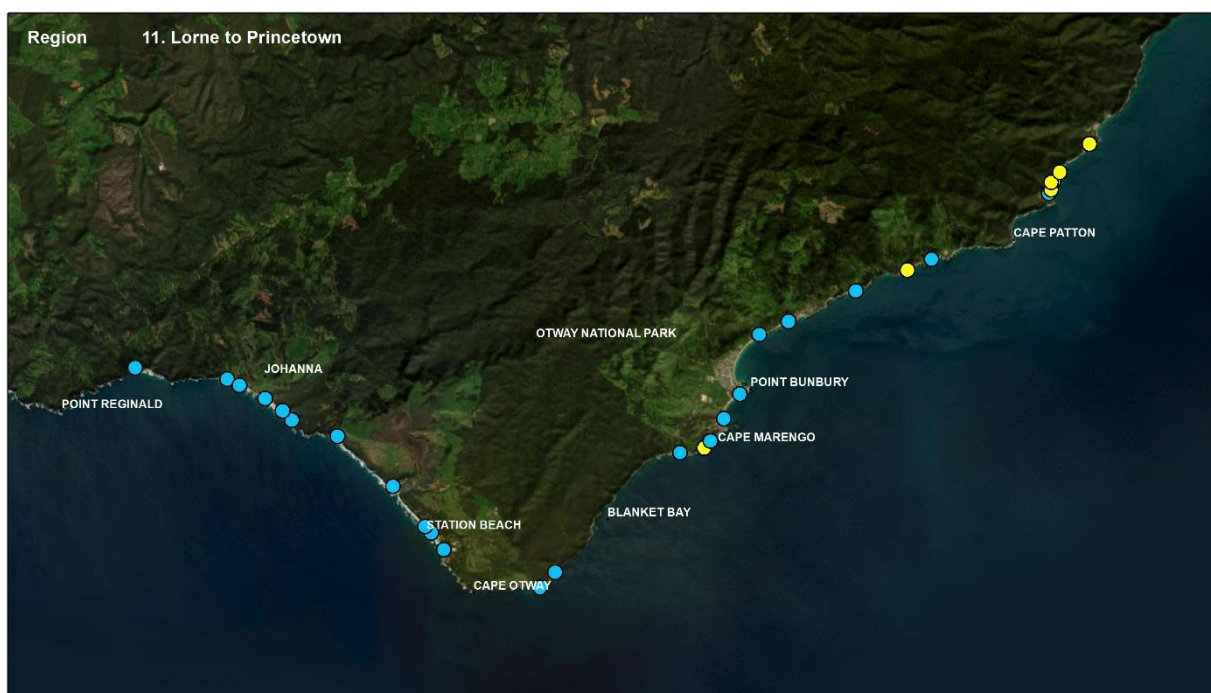 Region 11. Lorne to Princetown
CAPE PATTON
OTWAY NATIONAL PARK
JOHANNA
POINT BUNBURY
POINT REGINALD
CAPE MARENGO
BLANKET BAY
STATION BEACH
CAPE OTWAY